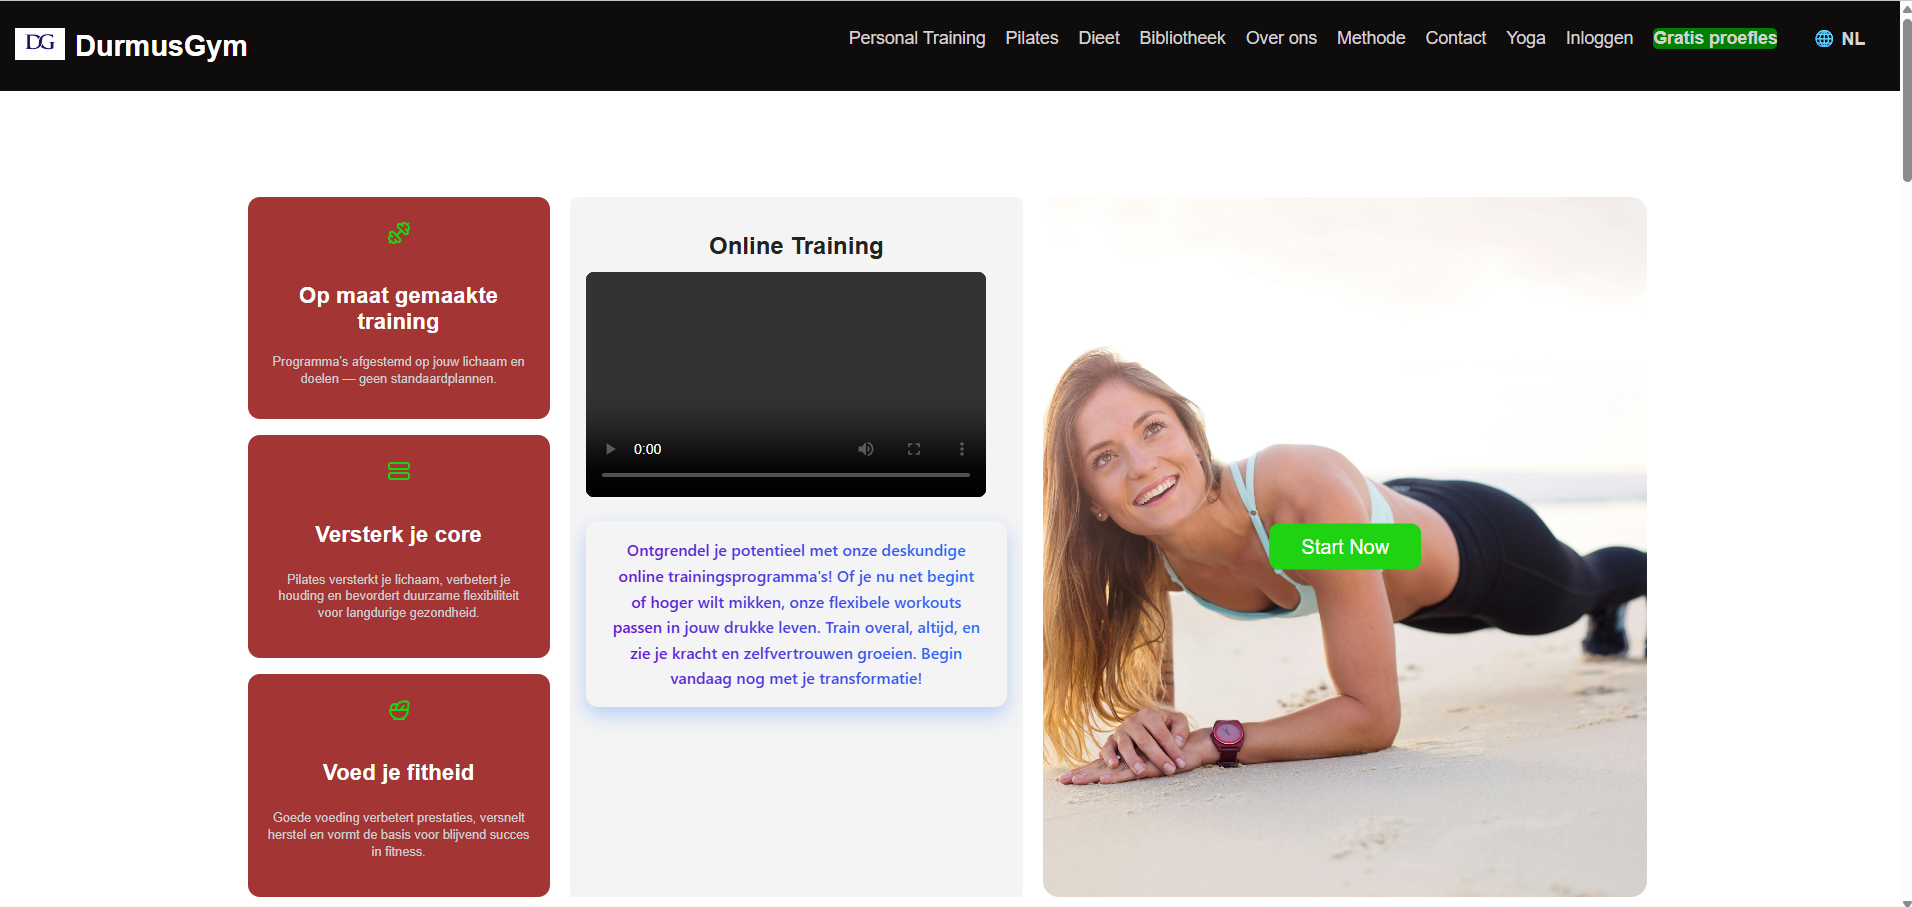 DG DurmusGym
Personal Training Pilates Dieet Bibliotheek Over ons Methode Contact Yoga Inloggen Gratis proefles NL
Op maat gemaakte
training
Programma's afgestemd op jouw lichaam en
doelen — geen standaardplannen.
Versterk je core
Pilates versterkt je lichaam, verbetert je
houding en bevordert duurzame flexibiliteit
voor langdurige gezondheid.
Voed je fitheid
Goede voeding verbetert prestaties, versnelt
herstel en vormt de basis voor blijvend succes
in fitness.
Online Training
0:00
Ontgrendel je potentieel met onze deskundige
online trainingsprogramma's! Of je nu net begint
of hoger wilt mikken, onze flexibele workouts
passen in jouw drukke leven. Train overal, altijd, en
zie je kracht en zelfvertrouwen groeien. Begin
vandaag nog met je transformatie!
Start Now